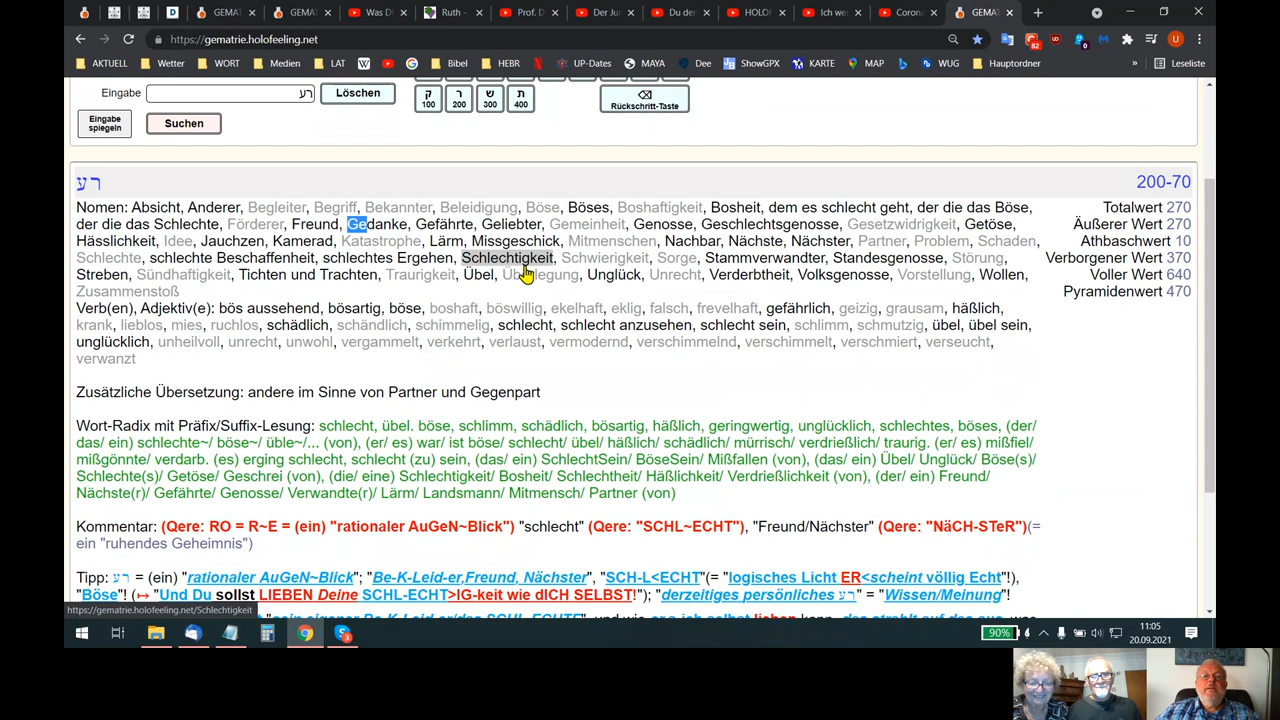 GEMATR
GEMATR
Was D
Ruth -
Prof. D
Der Ju
Du de
HOLO
Ich we
Corona
GEMAT
https://gematrie.holofeeling.net
AKTUELL Wetter WORT Medien LAT Bibel HEBR UP-Dates MAYA Dee ShowGPX KARTE MAP WUG Hauptordner » Leseliste
Eingabe רע Löschen
ק 100 ר 200 ש 300 ת 400 Rückschritt-Taste
Eingabe spiegeln Suchen
רע 200-70
Nomen: Absicht, Anderer, Begleiter, Begriff, Bekannter, Beleidigung, Böse, Böses, Boshaftigkeit, Bosheit, dem es schlecht geht, der die das Böse, Totalwert 270
der die das Schlechte, Förderer, Freund, Gedanke, Gefährte, Geliebter, Gemeinheit, Genosse, Geschlechtsgenosse, Gesetzwidrigkeit, Getöse, Äußerer Wert 270
Hässlichkeit, Idee, Jauchzen, Kamerad, Katastrophe, Lärm, Missgeschick, Mitmenschen, Nachbar, Nächste, Nächster, Partner, Problem, Schaden, Athbaschwert 10
Schlechte, schlechte Beschaffenheit, schlechtes Ergehen, Schlechtigkeit, Schwierigkeit, Sorge, Stammverwandter, Standesgenosse, Störung, Verborgener Wert 370
Streben, Sündhaftigkeit, Tichten und Trachten, Traurigkeit, Übel, Überlegung, Unglück, Unrecht, Verderbtheit, Volksgenosse, Vorstellung, Wollen, Voller Wert 640
Zusammenstoß Pyramidenwert 470
Verb(en), Adjektiv(e): bös aussehend, bösartig, böse, boshaft, böswillig, ekelhaft, eklig, falsch, frevelhaft, gefährlich, geizig, grausam, häßlich,
krank, lieblos, mies, ruchlos, schädlich, schändlich, schimmelig, schlecht, schlecht anzusehen, schlecht sein, schlimm, schmutzig, übel, übel sein,
unglücklich, unheilvoll, unrecht, unwohl, vergammelt, verkehrt, verlaust, vermodernd, verschimmelnd, verschimmelt, verschmiert, verseucht,
verwanzt
Zusätzliche Übersetzung: andere im Sinne von Partner und Gegenpart
Wort-Radix mit Präfix/Suffix-Lesung: schlecht, übel. böse, schlimm, schädlich, bösartig, häßlich, geringwertig, unglücklich, schlechtes, böses, (der/
das/ ein) schlechte~/ böse~/ üble~/... (von), (er/ es) war/ ist böse/ schlecht/ übel/ häßlich/ schädlich/ mürrisch/ verdrießlich/ traurig. (er/ es) mißfiel/
mißgönnte/ verdarb. (es) erging schlecht, schlecht (zu) sein, (das/ ein) SchlechtSein/ BöseSein/ Mißfallen (von), (das/ ein) Übel/ Unglück/ Böse(s)/
Schlechte(s)/ Getöse/ Geschrei (von), (die/ eine) Schlechtigkeit/ Bosheit/ Schlechtheit/ Häßlichkeit/ Verdrießlichkeit (von), (der/ ein) Freund/
Nächste(r)/ Gefährte/ Genosse/ Verwandte(r)/ Lärm/ Landsmann/ Mitmensch/ Partner (von)
Kommentar: (Qere: RO = R~E = (ein) "rationaler AuGeN~Blick") "schlecht" (Qere: "SCHL~ECHT"), "Freund/Nächster" (Qere: "NäCH-STeR")(=
ein "ruhendes Geheimnis")
Tipp: רע = (ein) "rationaler AuGeN~Blick"; "Be-K-Leid-er,Freund, Nächster", "SCH-L<ECHT"(= "logisches Licht ER<scheint völlig Echt"!),
"Böse"! (↦ "Und Du sollst LIEBEN Deine SCHL-ECHT>IG-keit wie dICH SELBST!"); "derzeitiges persönliches רע" = "Wissen/Meinung"!
https://gematrie.holofeeling.net/Schlechtigkeit
90% 11:05
20.09.2021